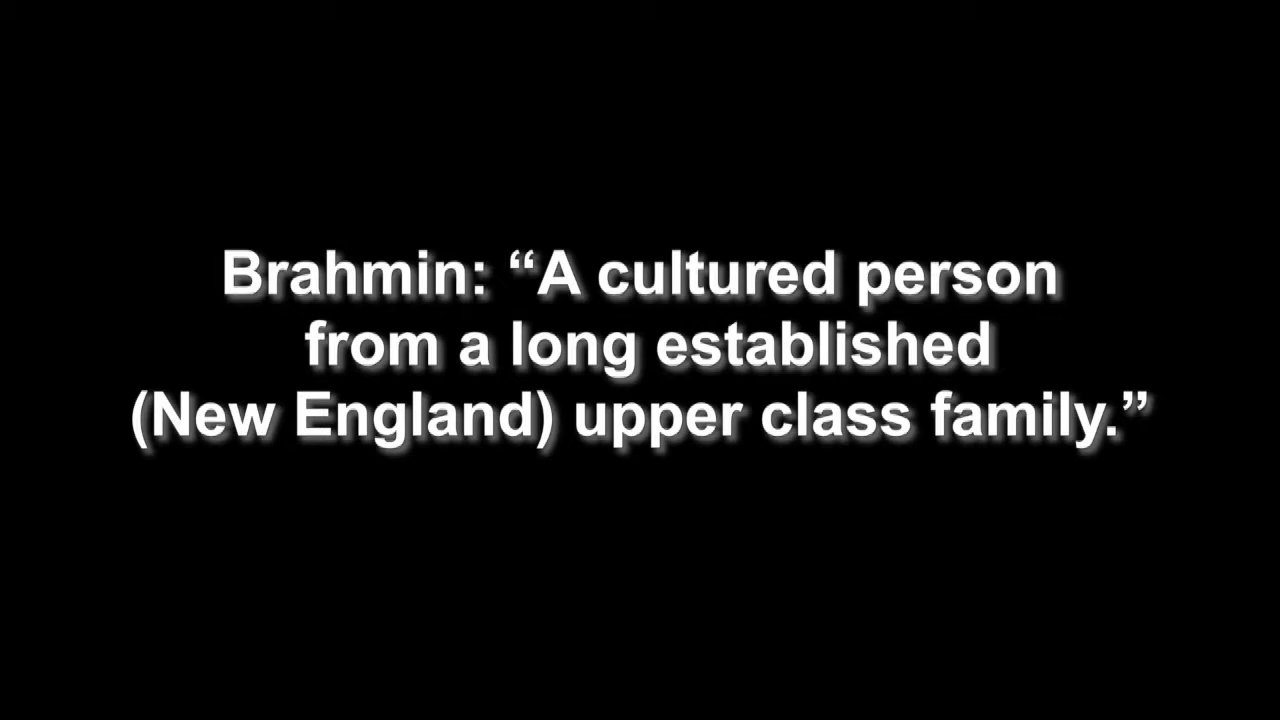 Brahmin: “A cultured person
from a long established
(New England) upper class family.”